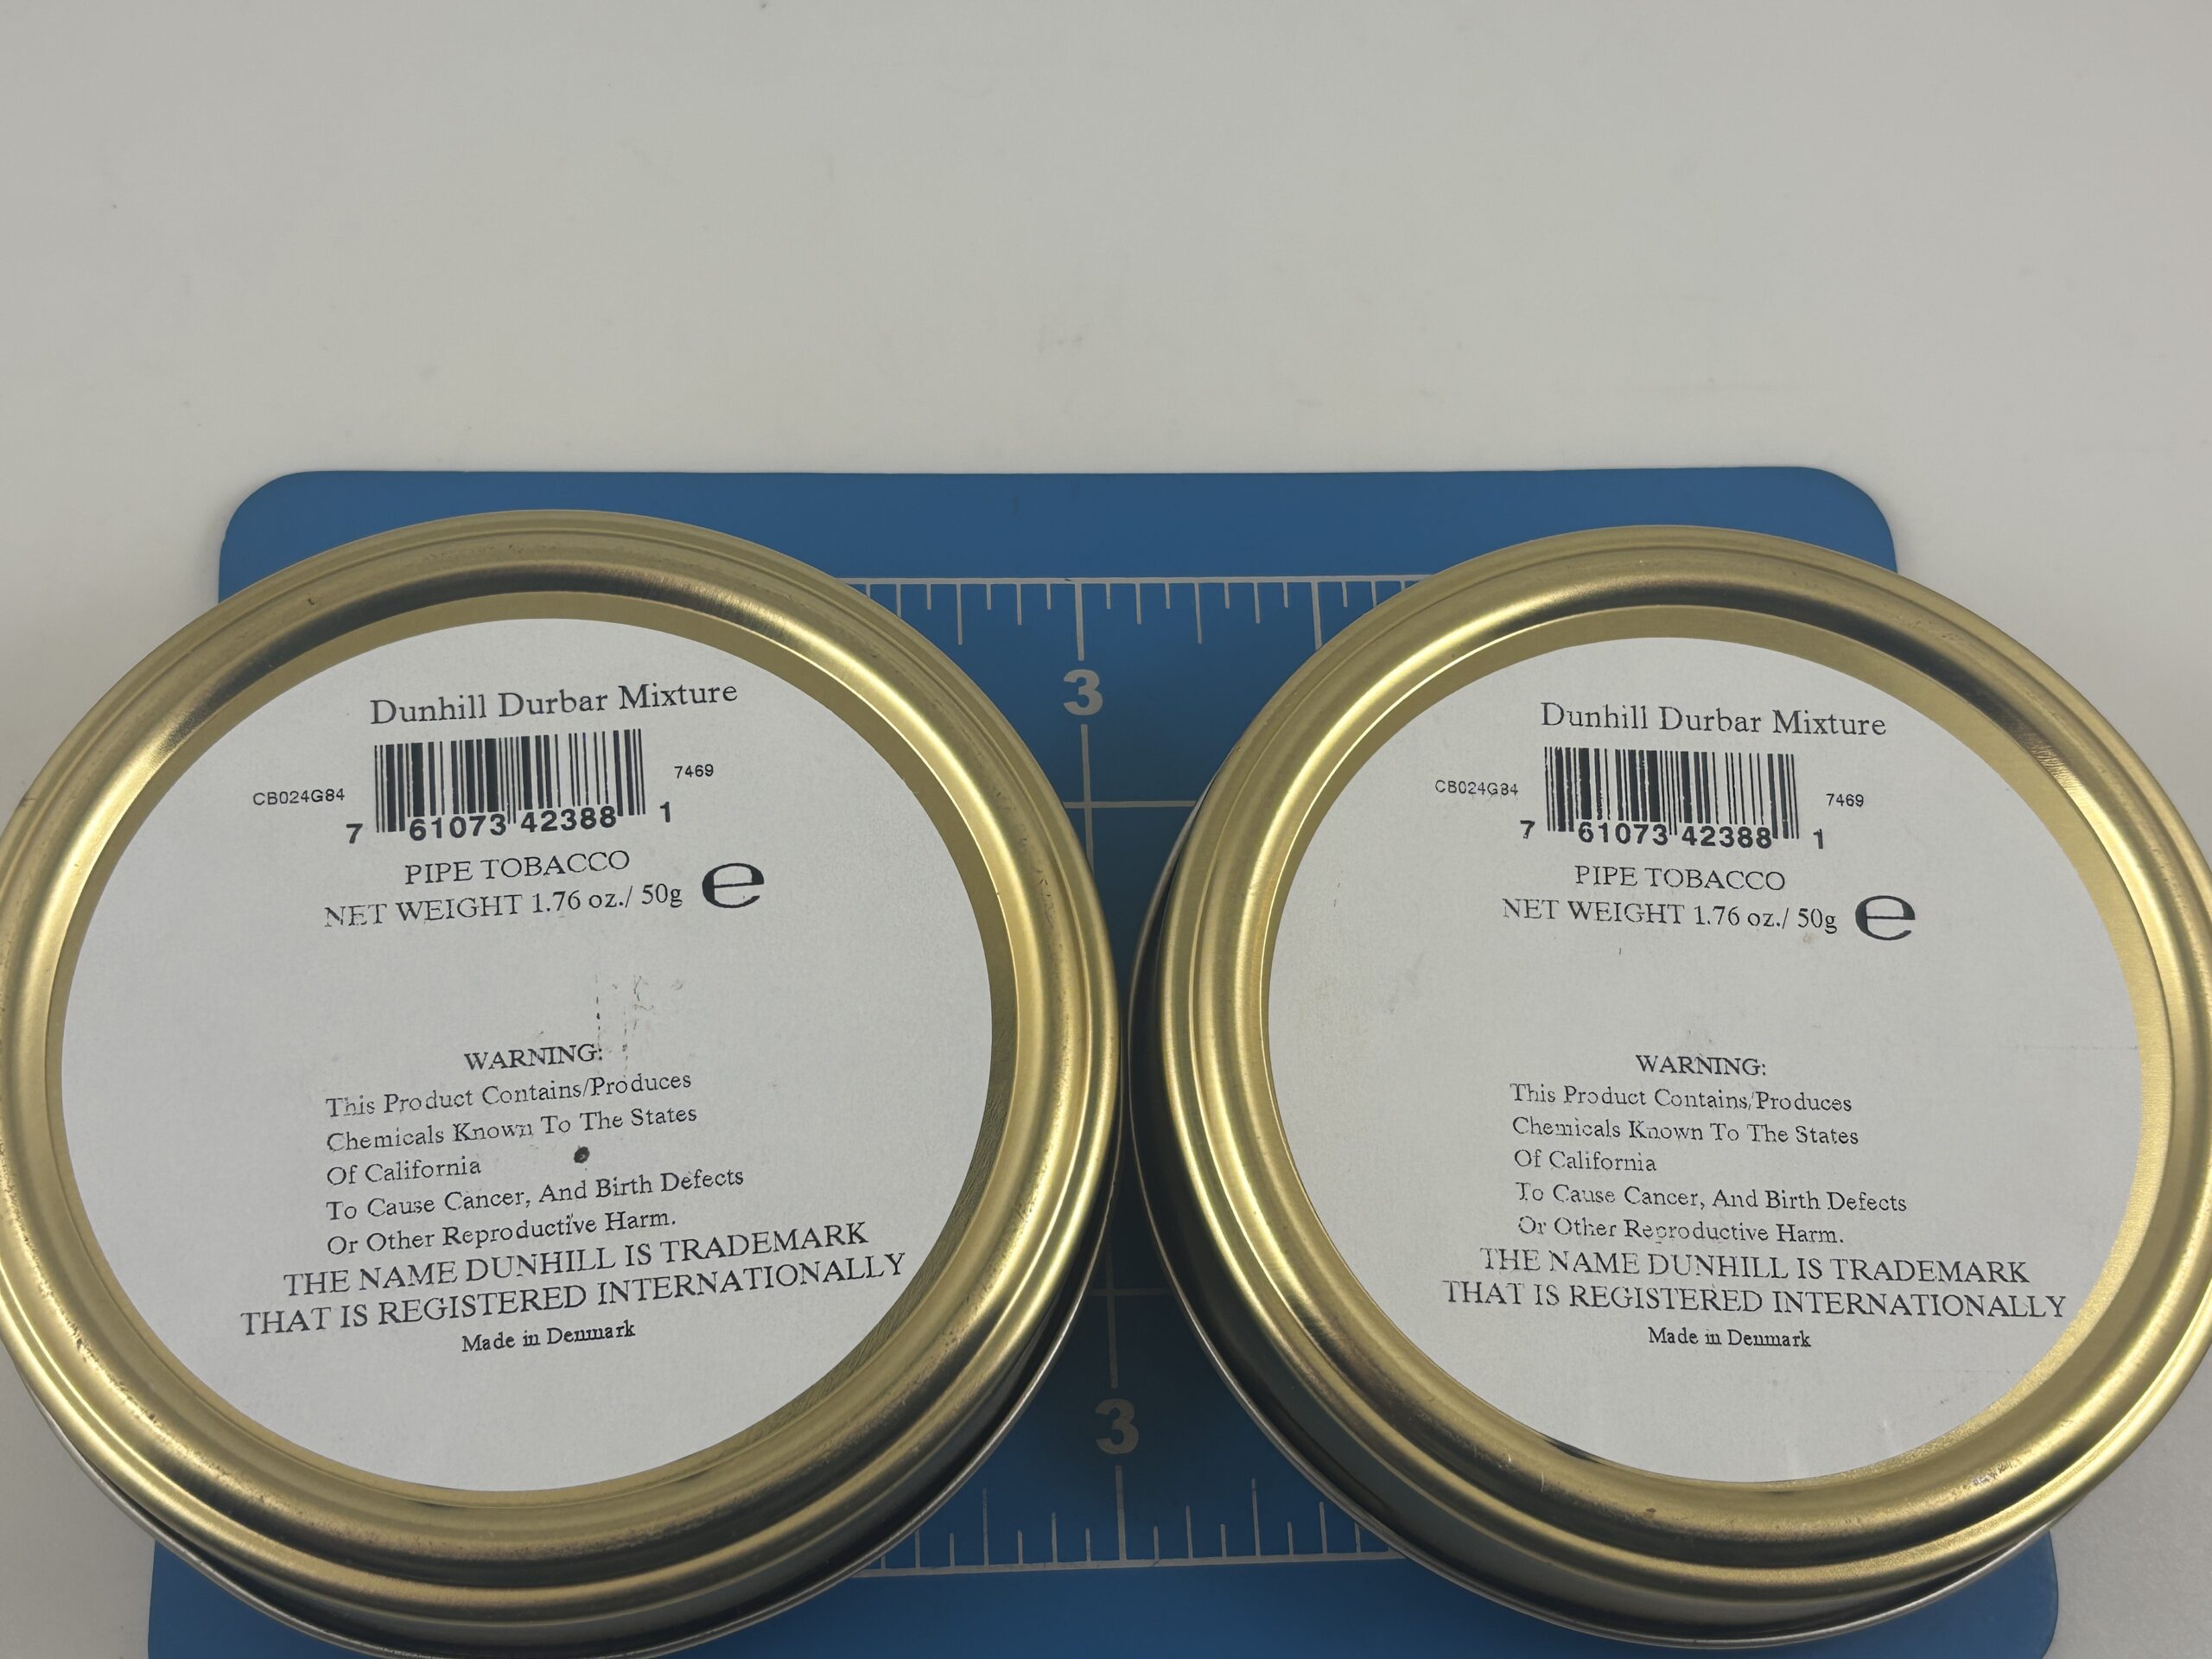 3
Dunhill Durbar Mixture
CB024G84
7469
7 61073 42388 1
PIPE TOBACCO
NET WEIGHT 1.76 oz./ 50g e
WARNING:
This Product Contains/Produces
Chemicals Known To The States
Of California
To Cause Cancer, And Birth Defects
Or Other Reproductive Harm.
THE NAME DUNHILL IS TRADEMARK
THAT IS REGISTERED INTERNATIONALLY
Made in Denmark
Dunhill Durbar Mixture
CB024G84
7469
7 61073 42388 1
PIPE TOBACCO
NET WEIGHT 1.76 oz./ 50g e
WARNING:
This Product Contains/Produces
Chemicals Known To The States
Of California
To Cause Cancer, And Birth Defects
Or Other Reproductive Harm.
THE NAME DUNHILL IS TRADEMARK
THAT IS REGISTERED INTERNATIONALLY
Made in Denmark
3